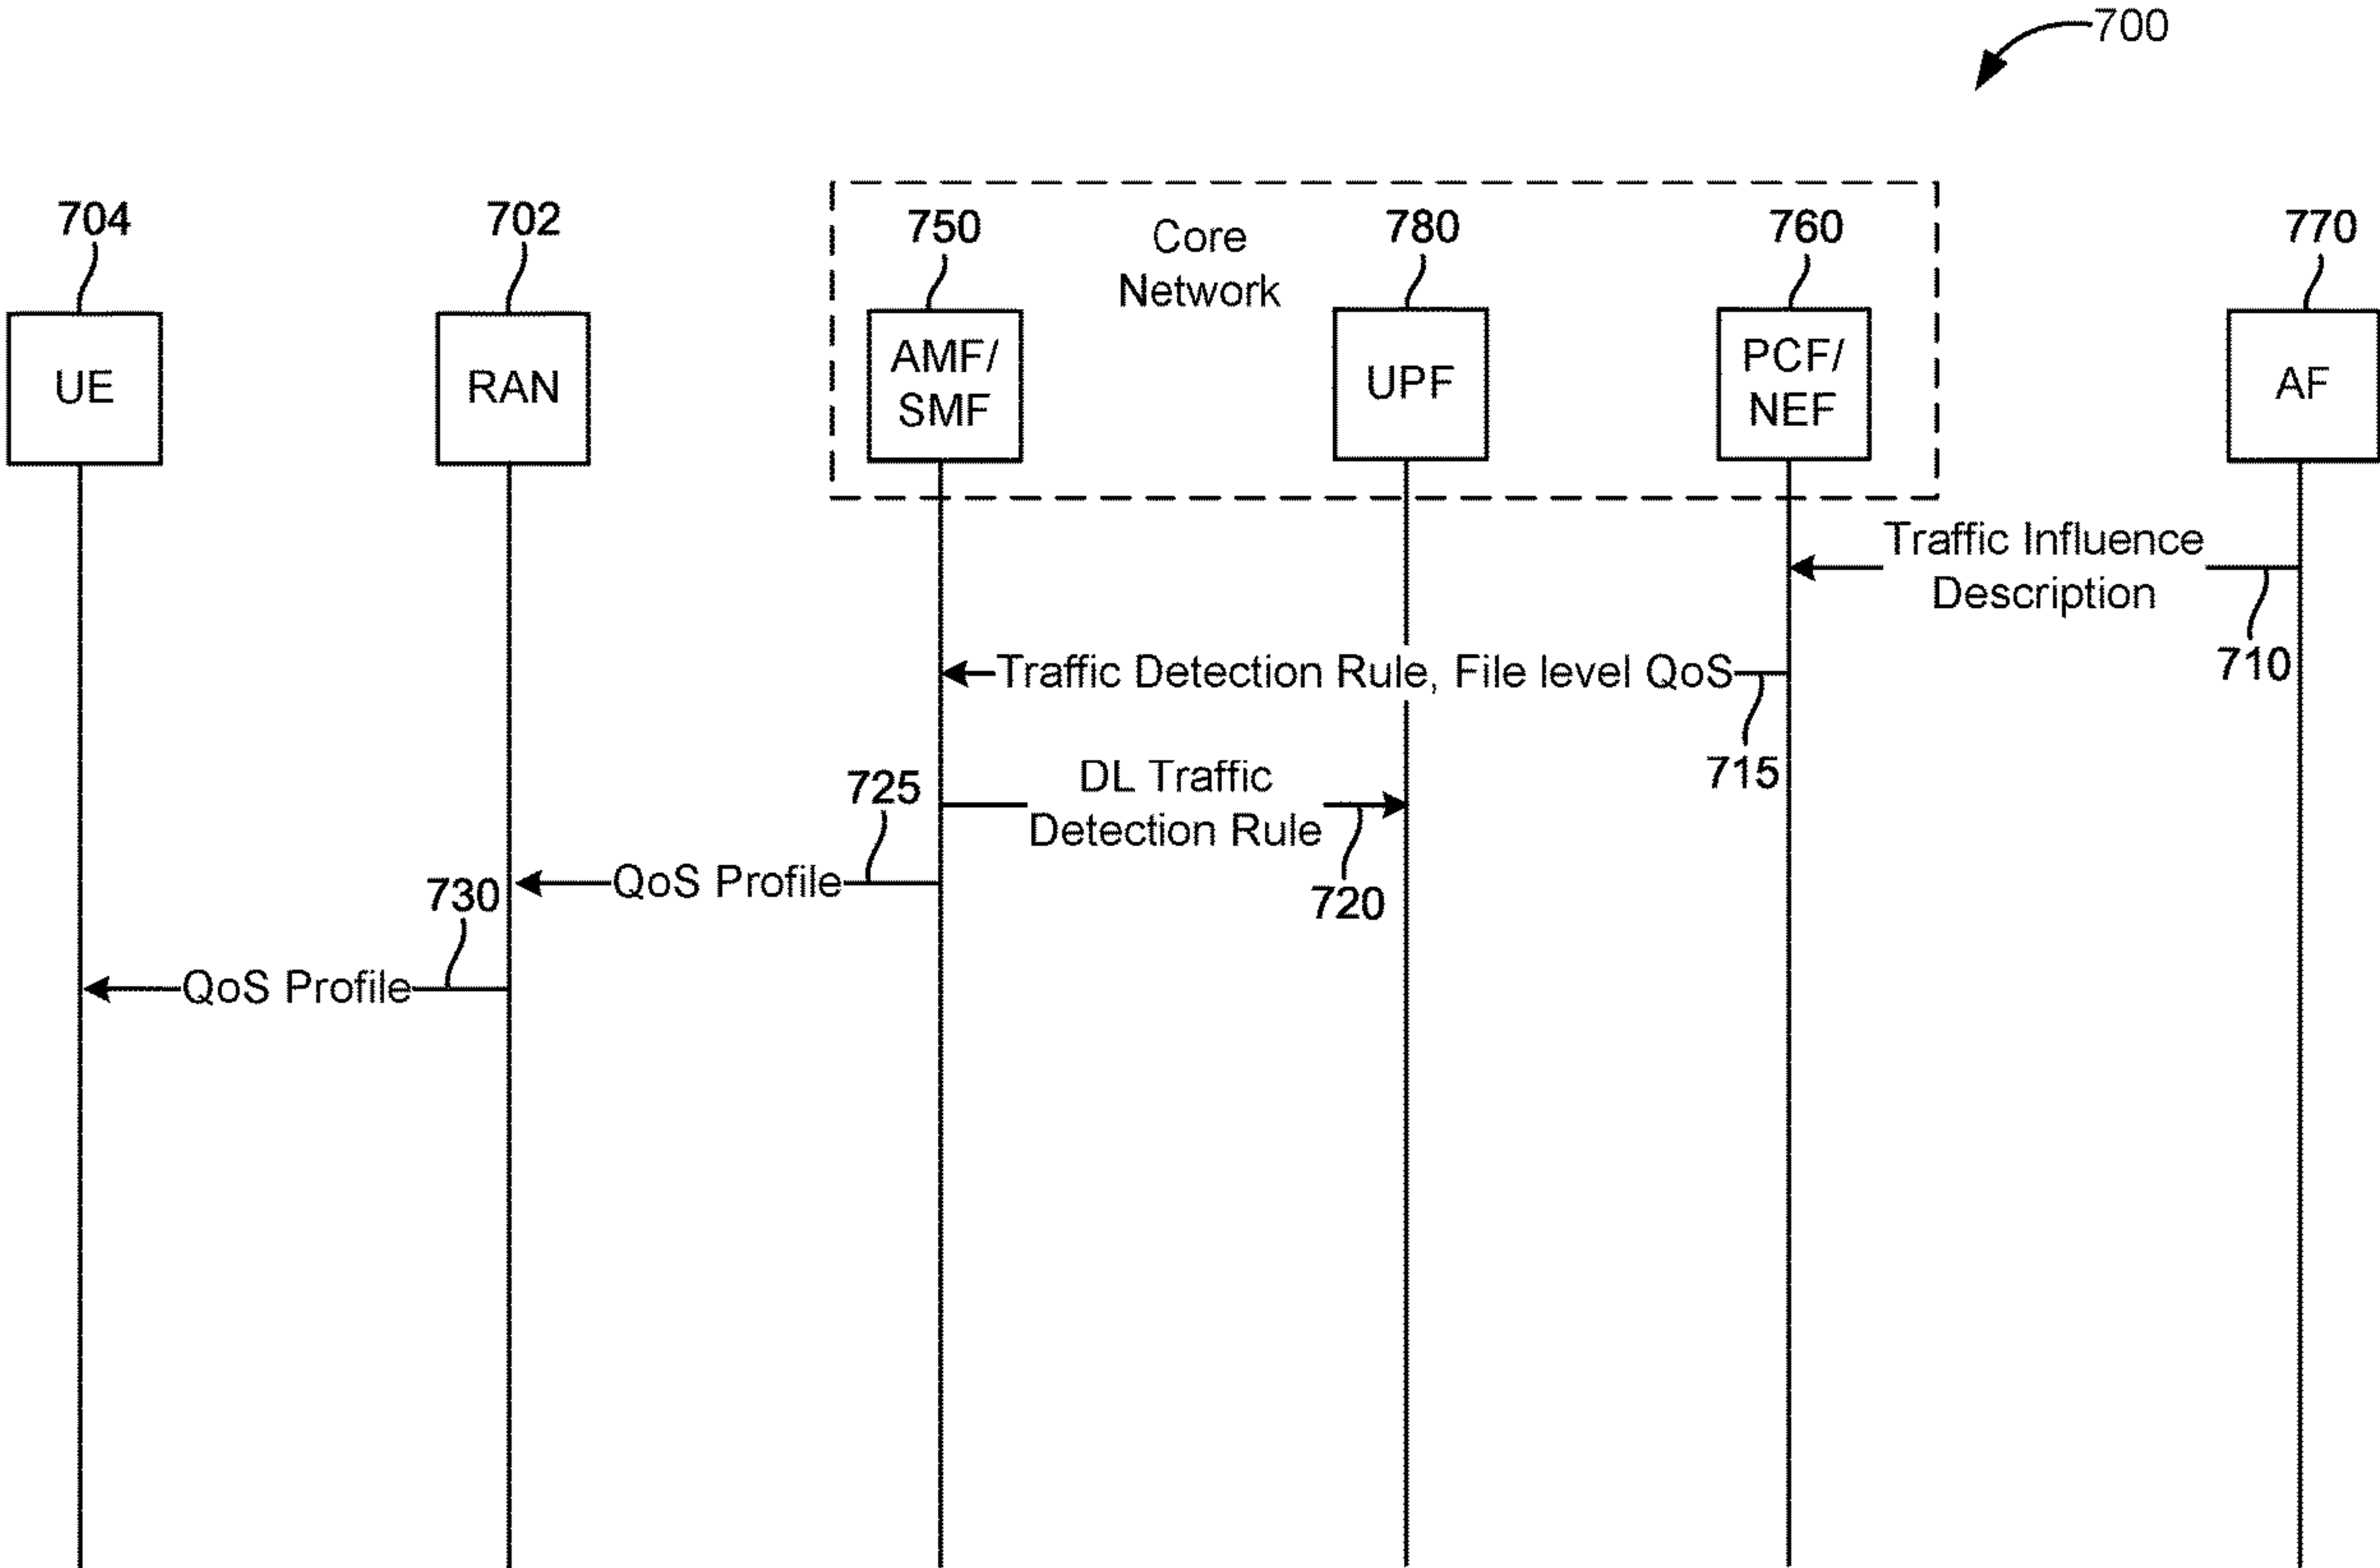 700
704
702
750
Core
Network
780
760
770
UE
RAN
AMF/
SMF
UPF
PCF/
NEF
AF
Traffic Influence
Description
710
Traffic Detection Rule, File level QoS
715
DL Traffic
Detection Rule
720
725
QoS Profile
730
QoS Profile